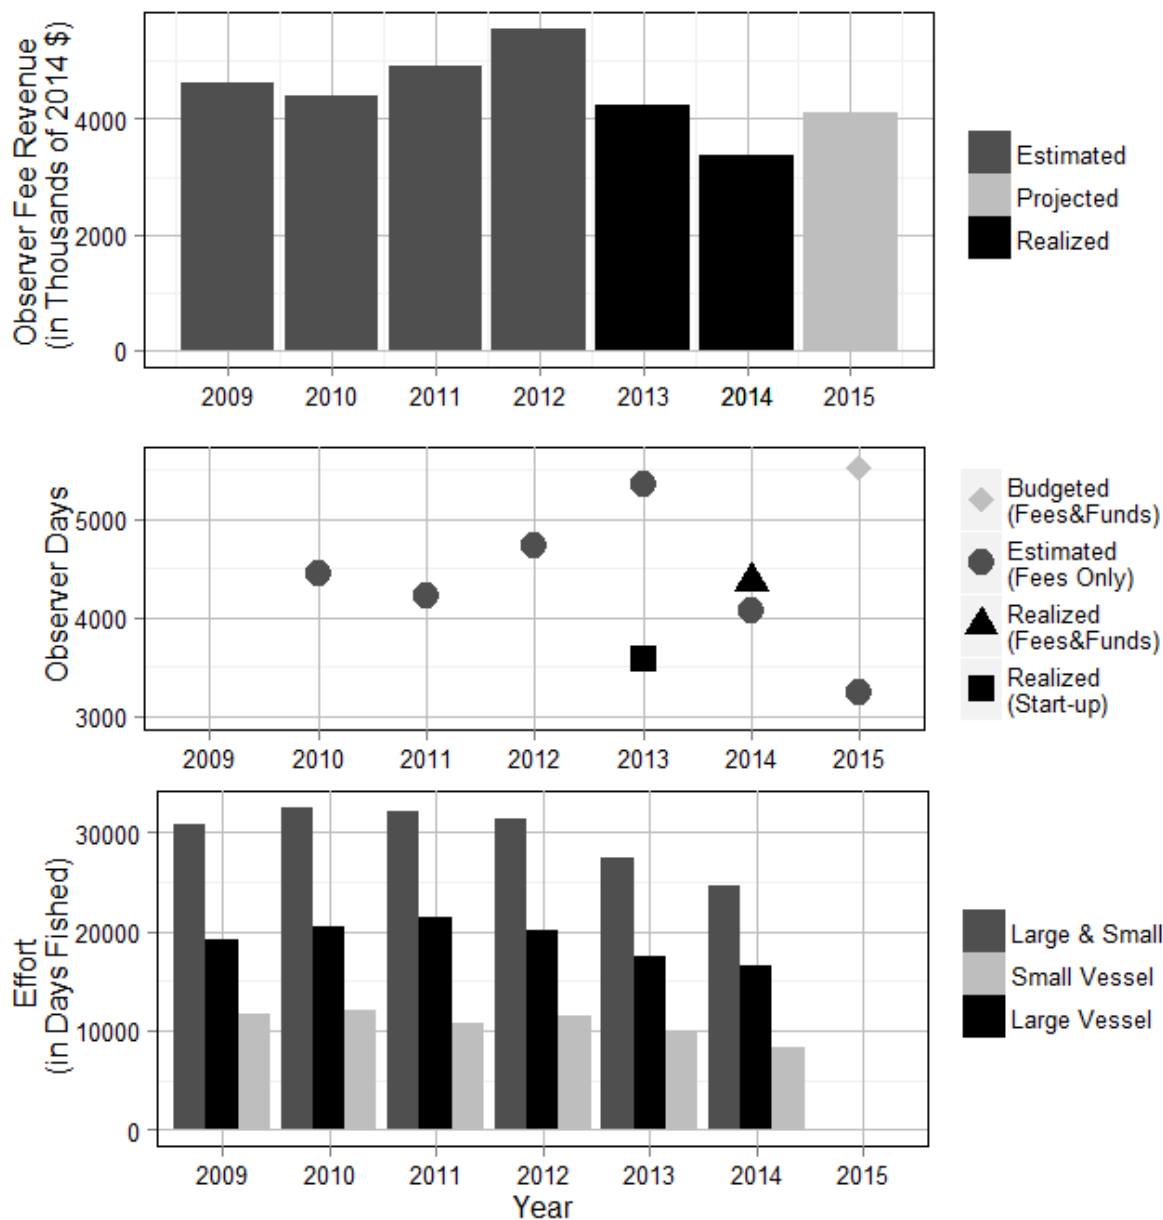 Observer Fee Revenue
(in Thousands of 2014 $)
4000
2000
0
2009 2010 2011 2012 2013 2014 2015
Estimated
Projected
Realized
Observer Days
5000
4000
3000
2009 2010 2011 2012 2013 2014 2015
Budgeted
(Fees&Funds)
Estimated
(Fees Only)
Realized
(Fees&Funds)
Realized
(Start-up)
Effort
(in Days Fished)
30000
20000
10000
0
2009 2010 2011 2012 2013 2014 2015
Year
Large & Small
Small Vessel
Large Vessel